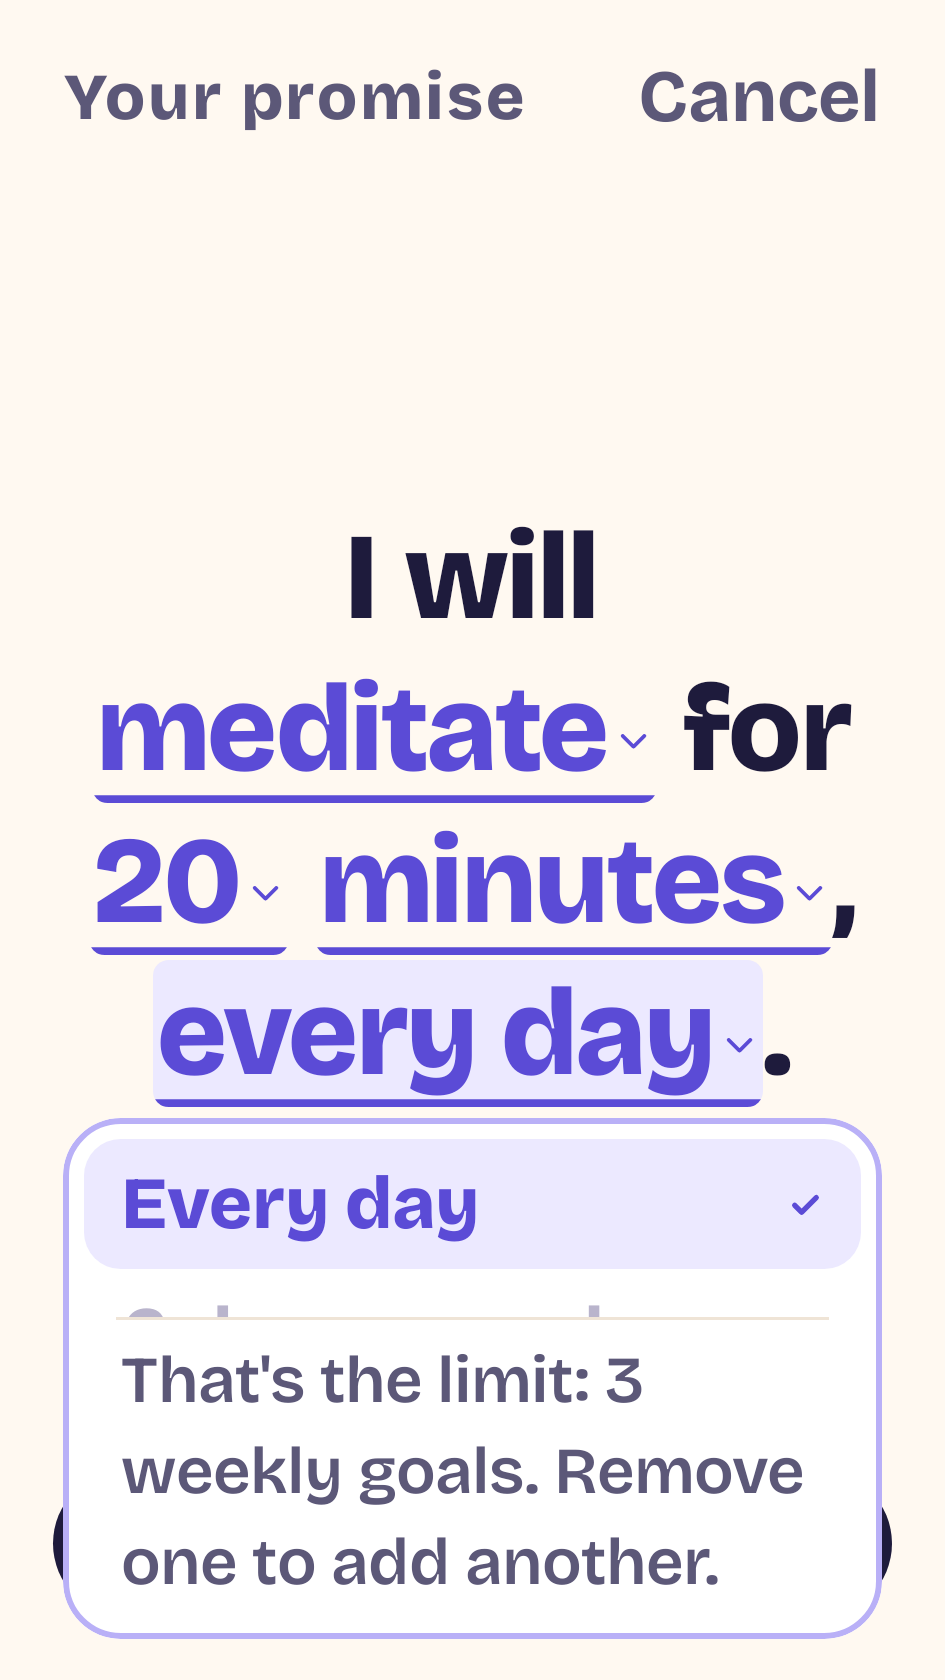 Your promise
Cancel
I will
meditate for
20 minutes,
every day.
Every day
That's the limit: 3
weekly goals. Remove
one to add another.